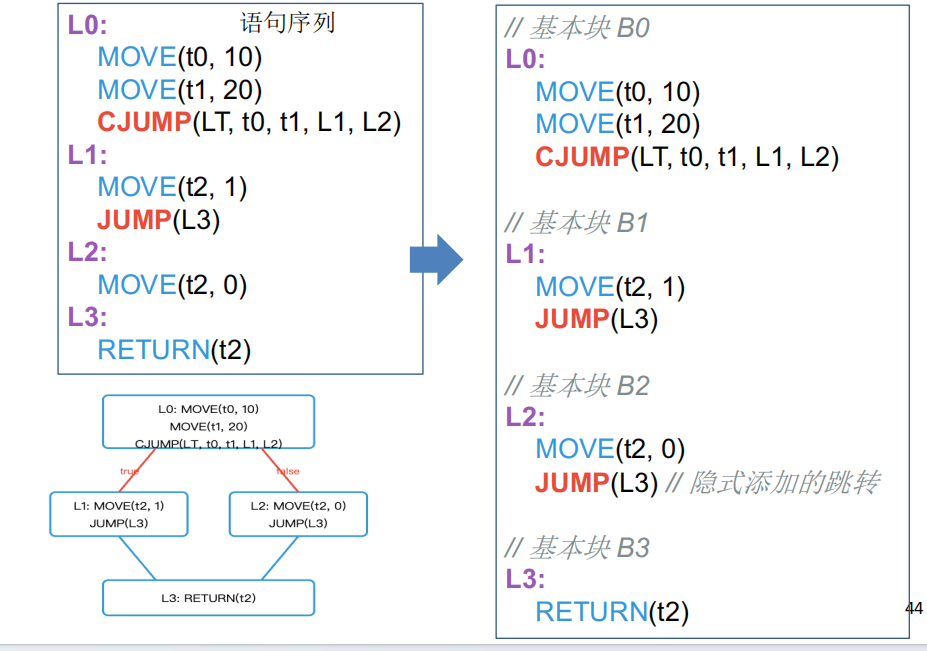 L0: 语句序列
MOVE(t0, 10)
MOVE(t1, 20)
CJUMP(LT, t0, t1, L1, L2)
L1:
MOVE(t2, 1)
JUMP(L3)
L2:
MOVE(t2, 0)
L3:
RETURN(t2)
L0: MOVE(t0, 10)
MOVE(t1, 20)
CJUMP(LT, t0, t1, L1, L2)
true
false
L1: MOVE(t2, 1)
JUMP(L3)
L2: MOVE(t2, 0)
JUMP(L3)
L3: RETURN(t2)
// 基本块 B0
L0:
MOVE(t0, 10)
MOVE(t1, 20)
CJUMP(LT, t0, t1, L1, L2)
// 基本块 B1
L1:
MOVE(t2, 1)
JUMP(L3)
// 基本块 B2
L2:
MOVE(t2, 0)
JUMP(L3) // 隐式添加的跳转
// 基本块 B3
L3:
RETURN(t2)
44